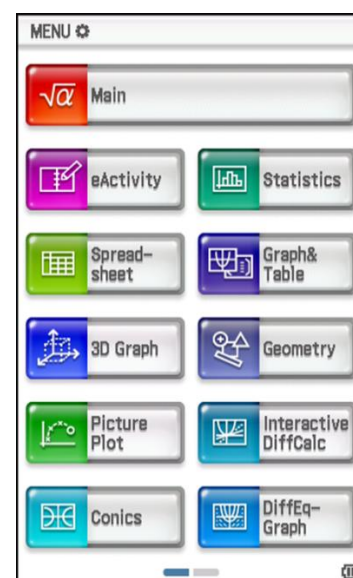 MENU
√α Main
eActivity
Statistics
Spread-
sheet
Graph&
Table
3D Graph
Geometry
Picture
Plot
Interactive
DiffCalc
Conics
DiffEq-
Graph